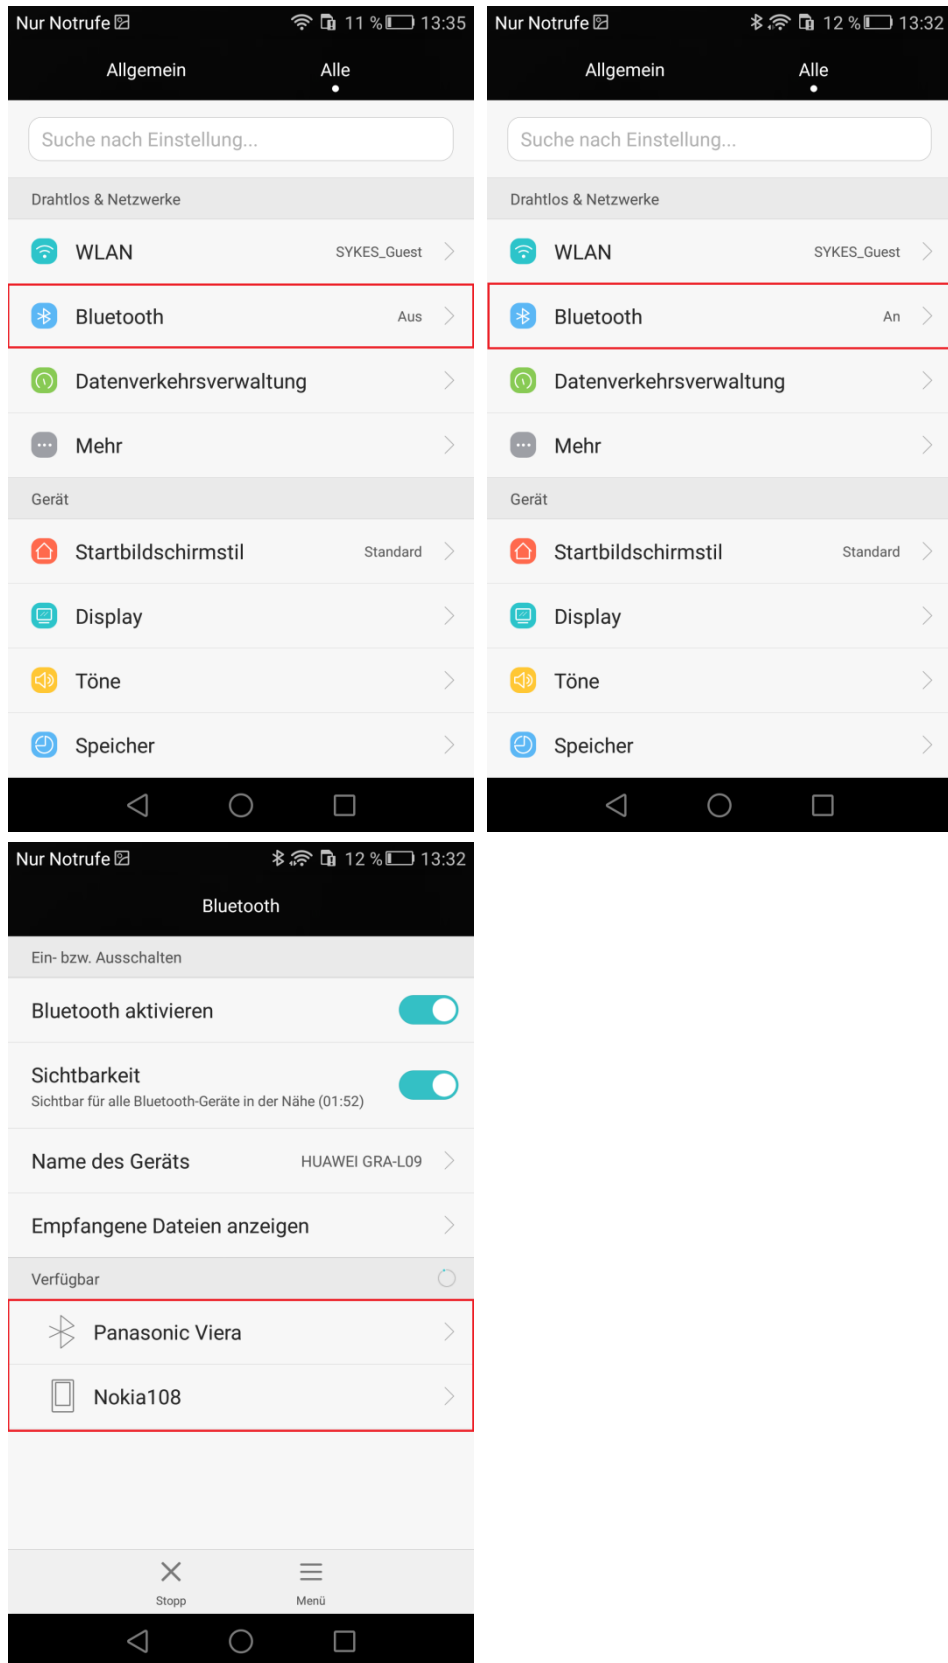 Nur Notrufe 11 % 13:35
Allgemein Alle
Suche nach Einstellung...
Drahtlos & Netzwerke
WLAN SYKES_Guest
Bluetooth Aus
Datenverkehrsverwaltung
Mehr
Gerät
Startbildschirmstil Standard
Display
Töne
Speicher
Nur Notrufe 12 % 13:32
Allgemein Alle
Suche nach Einstellung...
Drahtlos & Netzwerke
WLAN SYKES_Guest
Bluetooth An
Datenverkehrsverwaltung
Mehr
Gerät
Startbildschirmstil Standard
Display
Töne
Speicher
Nur Notrufe 12 % 13:32
Bluetooth
Ein- bzw. Ausschalten
Bluetooth aktivieren
Sichtbarkeit
Sichtbar für alle Bluetooth-Geräte in der Nähe (01:52)
Name des Geräts HUAWEI GRA-L09
Empfangene Dateien anzeigen
Verfügbar
Panasonic Viera
Nokia108
Stopp Menü